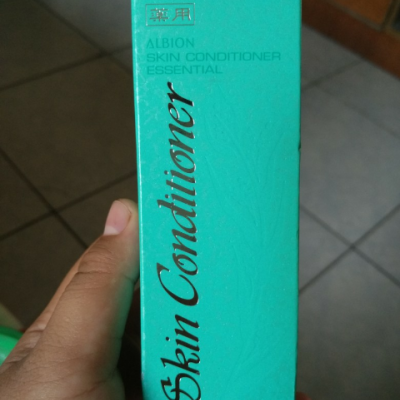 薬用
ALBION
SKIN CONDITIONER
ESSENTIAL
Skin Conditioner